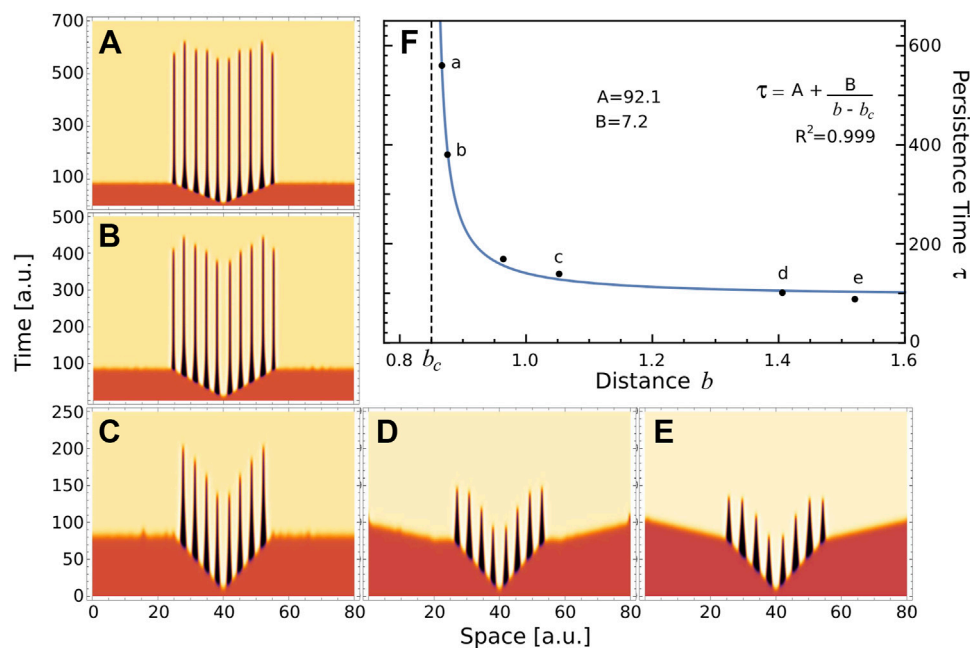 A
700
500
300
100
B
500
400
300
200
100
Time [a.u.]
C
250
200
150
100
50
0
0 20 40 60 80
D
20 40 60 80
E
20 40 60 80
Space [a.u.]
F
a
b
c
d
e
A=92.1
B=7.2
τ = A + B / (b - b_c)
R²=0.999
600
400
200
0
Persistence Time τ
0.8 b_c 1.0 1.2 1.4 1.6
Distance b